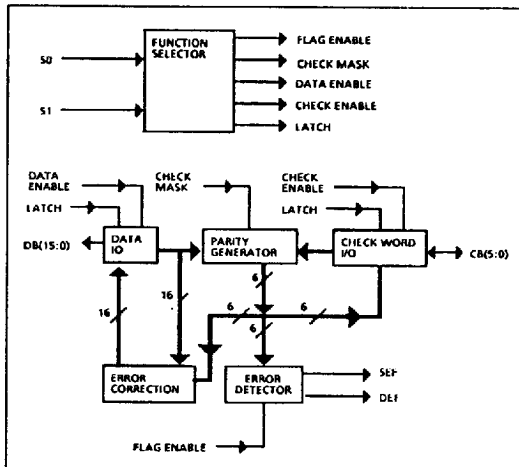 FUNCTION
SELECTOR
S0
S1
FLAG ENABLE
CHECK MASK
DATA ENABLE
CHECK ENABLE
LATCH
DATA
ENABLE
LATCH
CHECK
MASK
CHECK
ENABLE
LATCH
DB(15:0)
DATA
IO
PARITY
GENERATOR
CHECK WORD
I/O
CB(5:0)
6
16
16
6
6
6
ERROR
CORRECTION
ERROR
DETECTOR
SEF
DEF
FLAG ENABLE